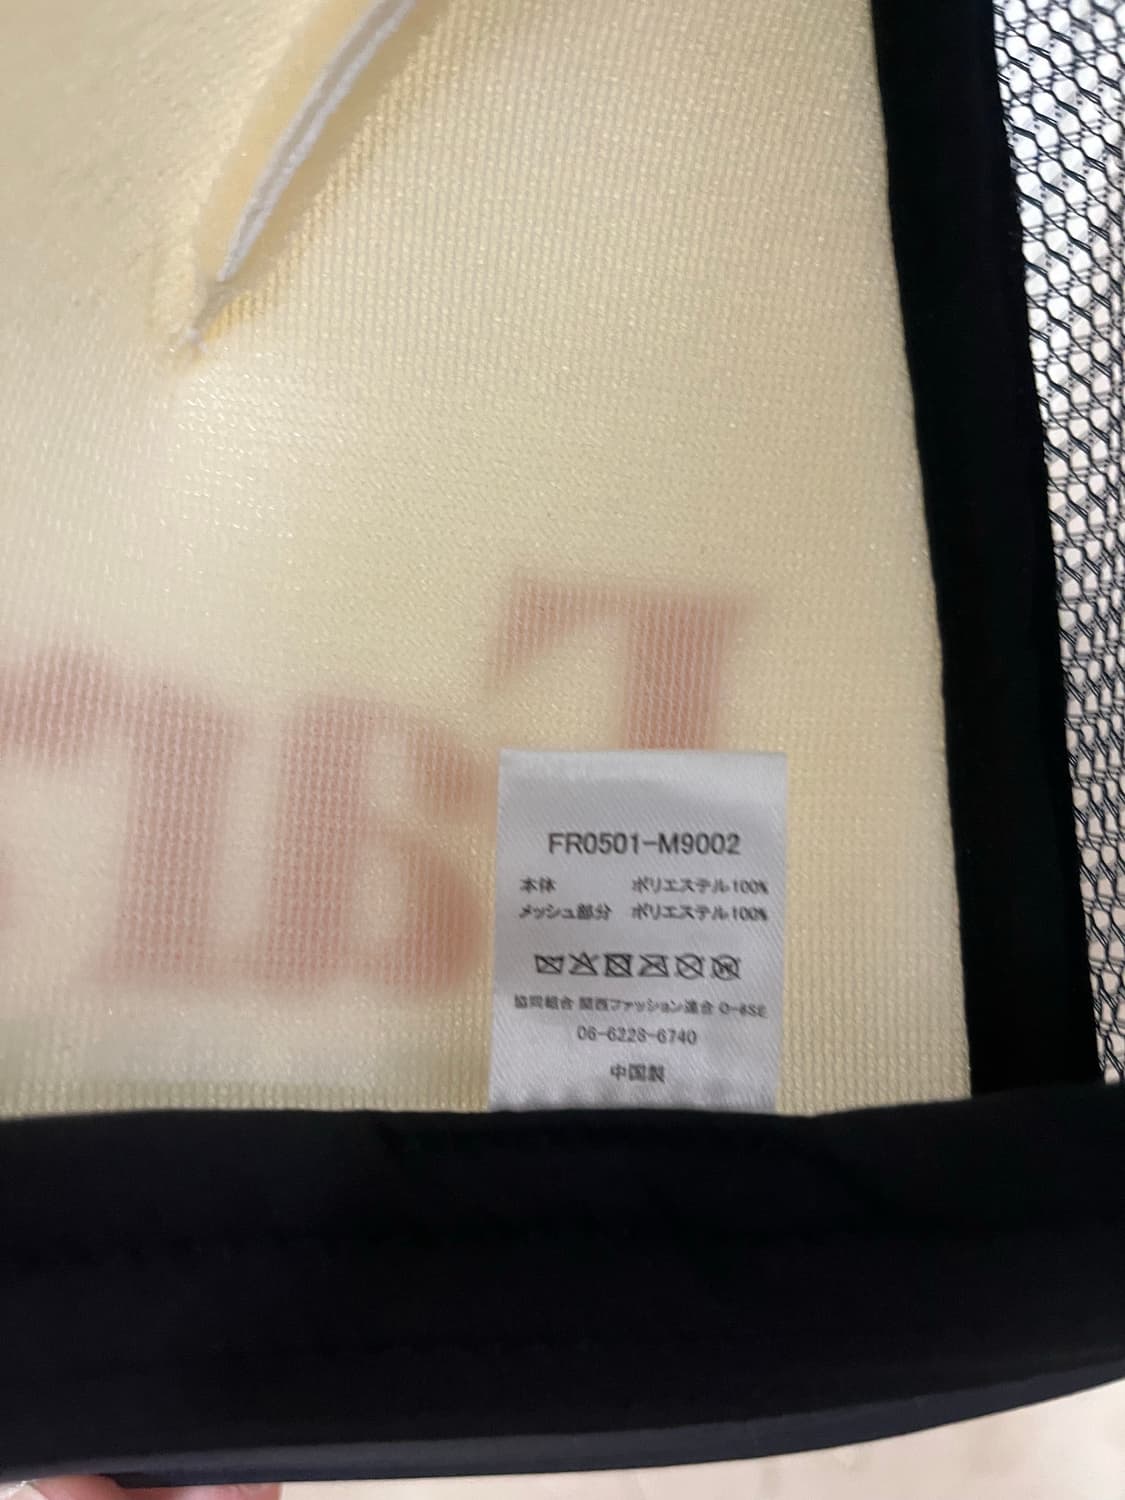 FR0501-M9002
本体 ポリエステル100%
メッシュ部分 ポリエステル100%
協同組合 関西ファッション連合 O-6SE
06-6228-6740
中国製